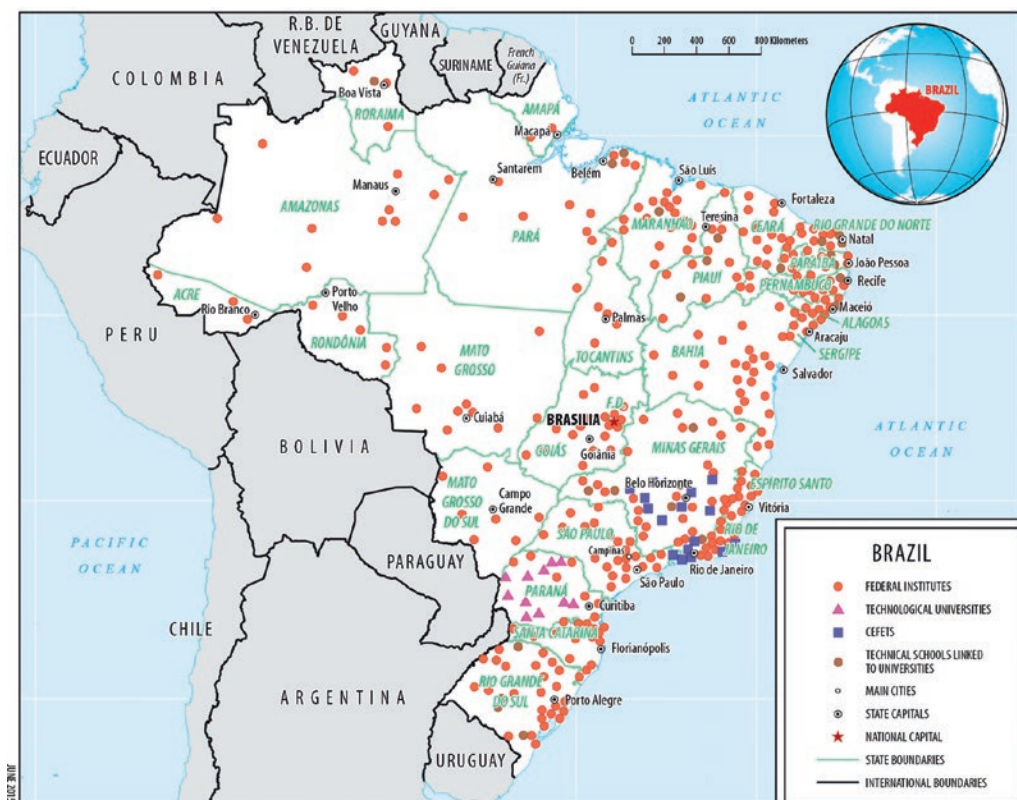 R.B. DE
VENEZUELA
GUYANA
SURINAME
French
Guiana
(Fr.)
COLOMBIA
ECUADOR
PERU
BOLIVIA
PARAGUAY
CHILE
ARGENTINA
URUGUAY
0 200 400 600 800 Kilometers
ATLANTIC
OCEAN
BRAZIL
Boa Vista
RORAIMA
AMAPÁ
Macapá
Santarem
Belém
São Luis
Manaus
AMAZONAS
PARÁ
MARANHÃO
Teresina
CEARÁ
Fortaleza
RIO GRANDE DO NORTE
Natal
PARAÍBA
João Pessoa
PIAUÍ
PERNAMBUCO
Recife
Maceió
ALAGOAS
Aracaju
SERGIPE
ACRE
Rio Branco
Porto
Velho
RONDÔNIA
MATO
GROSSO
Palmas
TOCANTINS
BAHIA
Salvador
Cuiabá
F.D.
BRASILIA
GOIÁS
Goiânia
MINAS GERAIS
ATLANTIC
OCEAN
MATO
GROSSO
DO SUL
Campo
Grande
Belo Horizonte
ESPÍRITO SANTO
Vitória
SÃO PAULO
Campinas
RIO DE
JANEIRO
Rio de Janeiro
São Paulo
PACIFIC
OCEAN
PARANÁ
Curitiba
SANTA CATARINA
Florianópolis
RIO GRANDE
DO SUL
Porto Alegre
BRAZIL
FEDERAL INSTITUTES
TECHNOLOGICAL UNIVERSITIES
CEFETS
TECHNICAL SCHOOLS LINKED
TO UNIVERSITIES
MAIN CITIES
STATE CAPITALS
NATIONAL CAPITAL
STATE BOUNDARIES
INTERNATIONAL BOUNDARIES